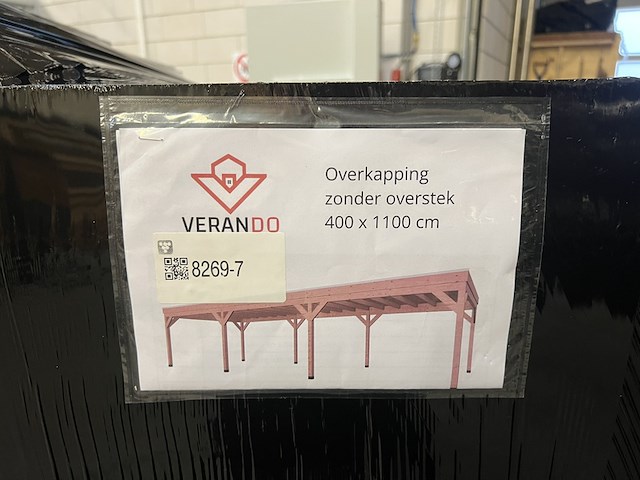 VERANDO
Overkapping
zonder overstek
400 x 1100 cm
8269-7